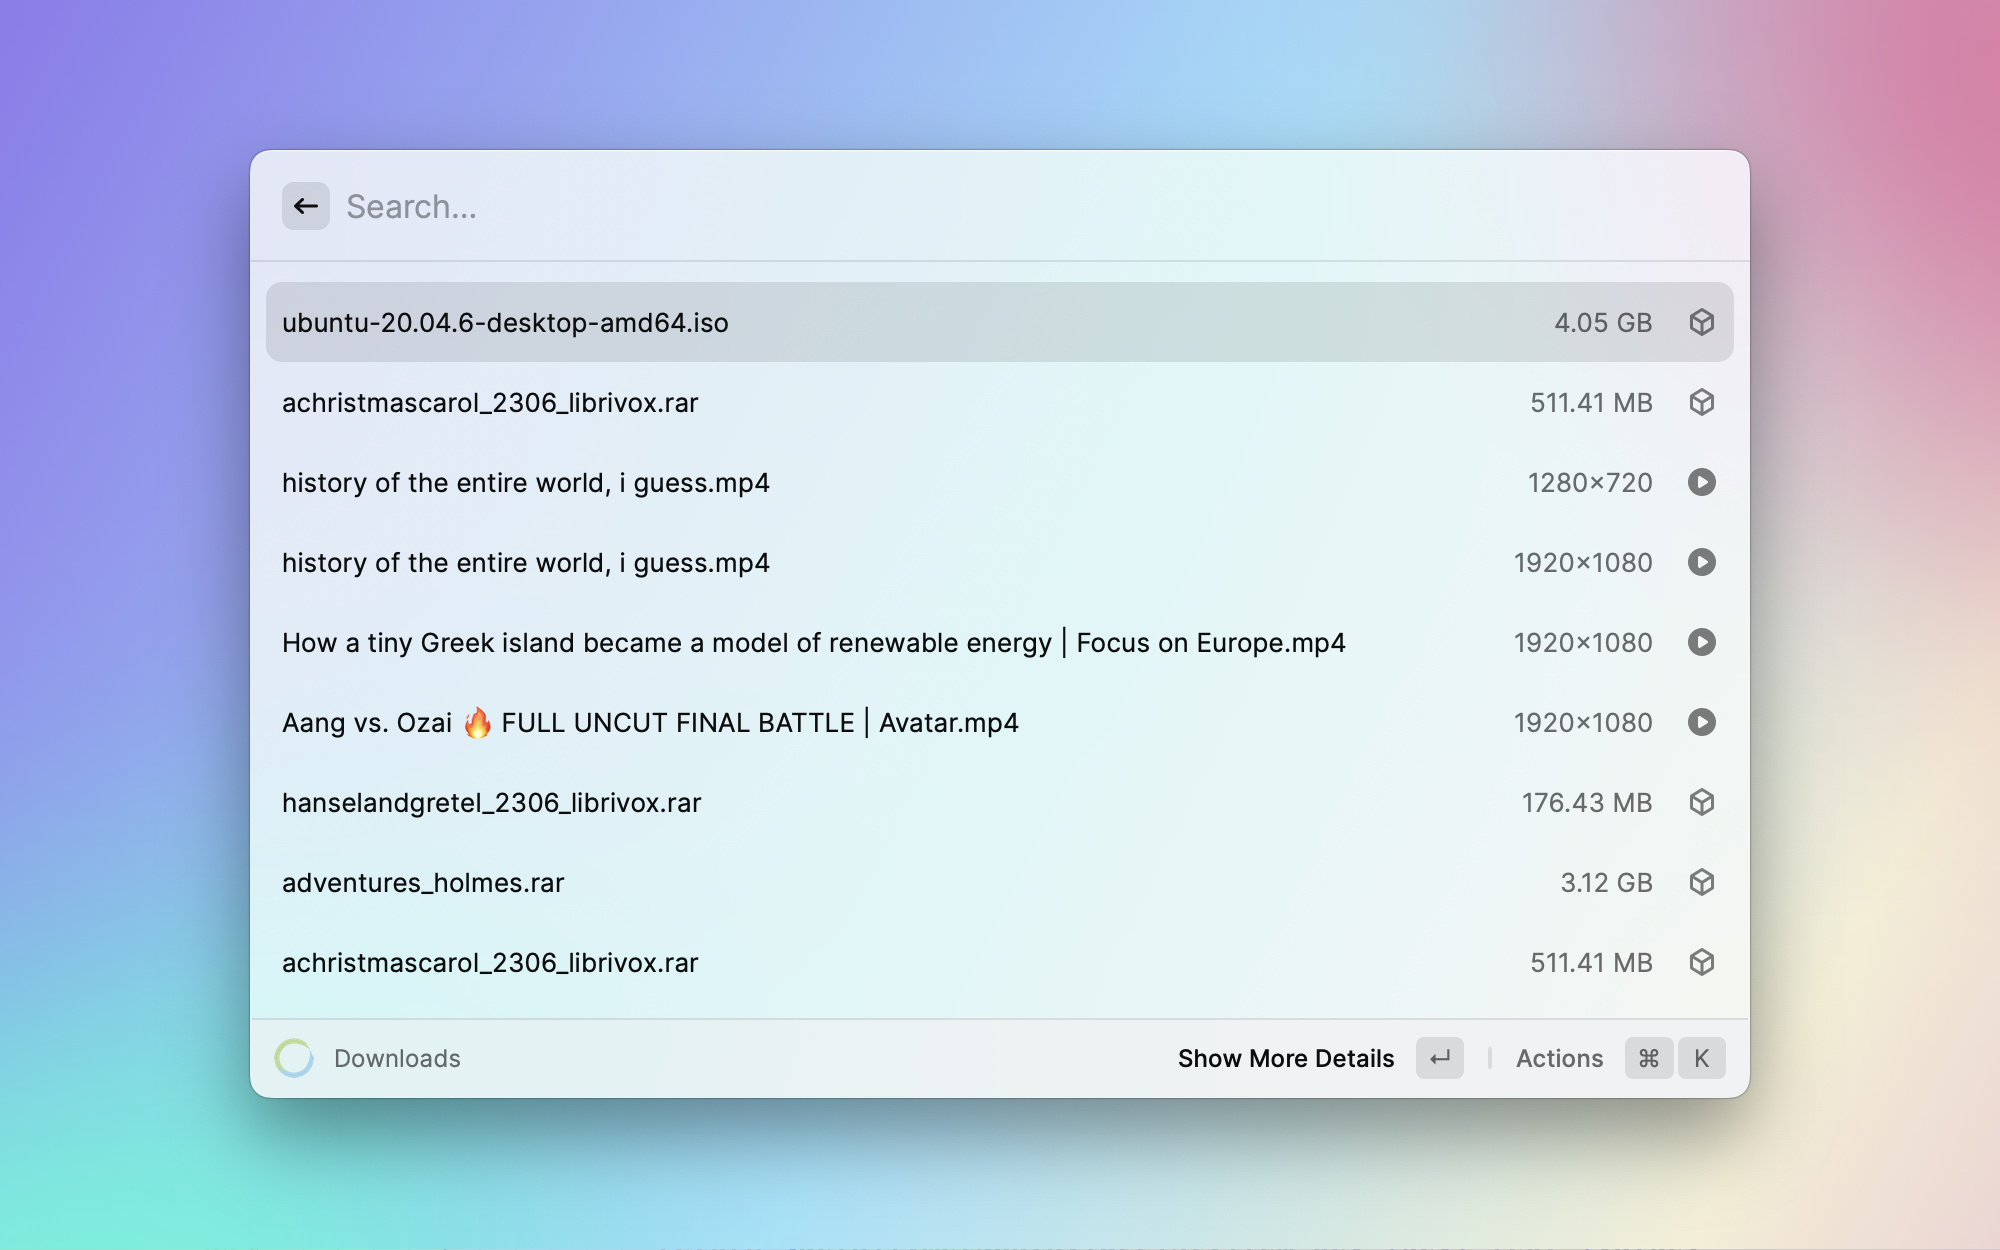 Search...
ubuntu-20.04.6-desktop-amd64.iso 4.05 GB
achristmascarol_2306_librivox.rar 511.41 MB
history of the entire world, i guess.mp4 1280×720
history of the entire world, i guess.mp4 1920×1080
How a tiny Greek island became a model of renewable energy | Focus on Europe.mp4 1920×1080
Aang vs. Ozai 🔥 FULL UNCUT FINAL BATTLE | Avatar.mp4 1920×1080
hanselandgretel_2306_librivox.rar 176.43 MB
adventures_holmes.rar 3.12 GB
achristmascarol_2306_librivox.rar 511.41 MB
Downloads Show More Details ↵ Actions ⌘ K